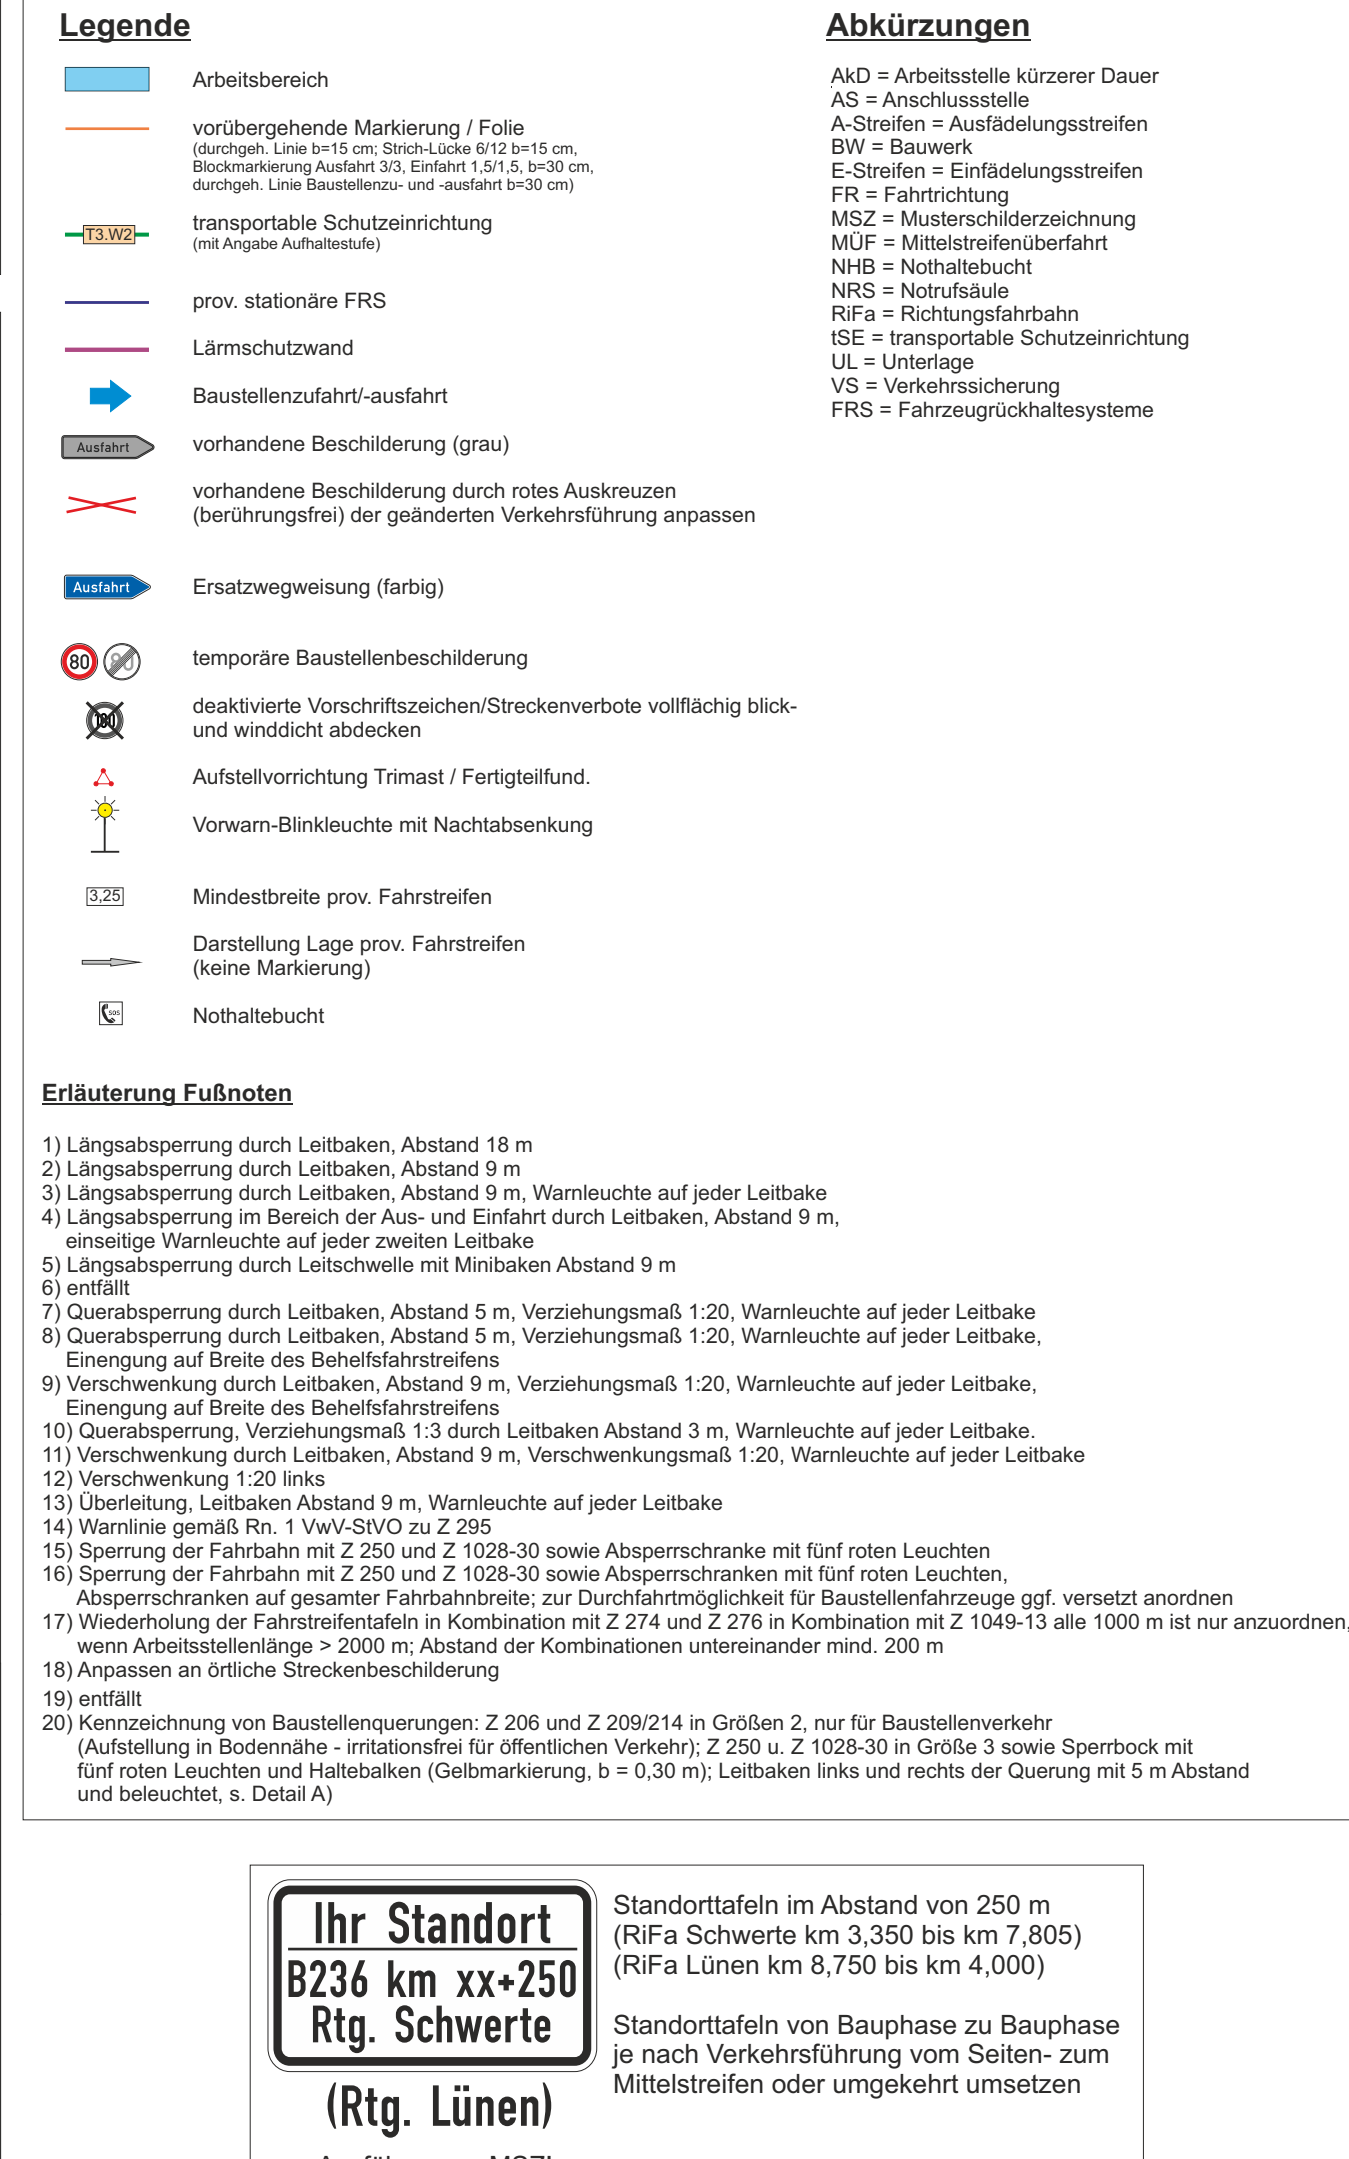 Legende
Arbeitsbereich
vorübergehende Markierung / Folie
(durchgeh. Linie b=15 cm; Strich-Lücke 6/12 b=15 cm,
Blockmarkierung Ausfahrt 3/3, Einfahrt 1,5/1,5, b=30 cm,
durchgeh. Linie Baustellenzu- und -ausfahrt b=30 cm)
T3.W2
transportable Schutzeinrichtung
(mit Angabe Aufhaltestufe)
prov. stationäre FRS
Lärmschutzwand
Baustellenzufahrt/-ausfahrt
Ausfahrt
vorhandene Beschilderung (grau)
vorhandene Beschilderung durch rotes Auskreuzen
(berührungsfrei) der geänderten Verkehrsführung anpassen
Ausfahrt
Ersatzwegweisung (farbig)
80 80
temporäre Baustellenbeschilderung
deaktivierte Vorschriftszeichen/Streckenverbote vollflächig blick-
und winddicht abdecken
Aufstellvorrichtung Trimast / Fertigteilfund.
Vorwarn-Blinkleuchte mit Nachtabsenkung
3,25
Mindestbreite prov. Fahrstreifen
Darstellung Lage prov. Fahrstreifen
(keine Markierung)
SOS
Nothaltebucht
Abkürzungen
AkD = Arbeitsstelle kürzerer Dauer
AS = Anschlussstelle
A-Streifen = Ausfädelungsstreifen
BW = Bauwerk
E-Streifen = Einfädelungsstreifen
FR = Fahrtrichtung
MSZ = Musterschilderzeichnung
MÜF = Mittelstreifenüberfahrt
NHB = Nothaltebucht
NRS = Notrufsäule
RiFa = Richtungsfahrbahn
tSE = transportable Schutzeinrichtung
UL = Unterlage
VS = Verkehrssicherung
FRS = Fahrzeugrückhaltesysteme
Erläuterung Fußnoten
1) Längsabsperrung durch Leitbaken, Abstand 18 m
2) Längsabsperrung durch Leitbaken, Abstand 9 m
3) Längsabsperrung durch Leitbaken, Abstand 9 m, Warnleuchte auf jeder Leitbake
4) Längsabsperrung im Bereich der Aus- und Einfahrt durch Leitbaken, Abstand 9 m,
einseitige Warnleuchte auf jeder zweiten Leitbake
5) Längsabsperrung durch Leitschwelle mit Minibaken Abstand 9 m
6) entfällt
7) Querabsperrung durch Leitbaken, Abstand 5 m, Verziehungsmaß 1:20, Warnleuchte auf jeder Leitbake
8) Querabsperrung durch Leitbaken, Abstand 5 m, Verziehungsmaß 1:20, Warnleuchte auf jeder Leitbake,
Einengung auf Breite des Behelfsfahrstreifens
9) Verschwenkung durch Leitbaken, Abstand 9 m, Verziehungsmaß 1:20, Warnleuchte auf jeder Leitbake,
Einengung auf Breite des Behelfsfahrstreifens
10) Querabsperrung, Verziehungsmaß 1:3 durch Leitbaken Abstand 3 m, Warnleuchte auf jeder Leitbake.
11) Verschwenkung durch Leitbaken, Abstand 9 m, Verschwenkungsmaß 1:20, Warnleuchte auf jeder Leitbake
12) Verschwenkung 1:20 links
13) Überleitung, Leitbaken Abstand 9 m, Warnleuchte auf jeder Leitbake
14) Warnlinie gemäß Rn. 1 VwV-StVO zu Z 295
15) Sperrung der Fahrbahn mit Z 250 und Z 1028-30 sowie Absperrschranke mit fünf roten Leuchten
16) Sperrung der Fahrbahn mit Z 250 und Z 1028-30 sowie Absperrschranken mit fünf roten Leuchten,
Absperrschranken auf gesamter Fahrbahnbreite; zur Durchfahrtmöglichkeit für Baustellenfahrzeuge ggf. versetzt anordnen
17) Wiederholung der Fahrstreifentafeln in Kombination mit Z 274 und Z 276 in Kombination mit Z 1049-13 alle 1000 m ist nur anzuordnen,
wenn Arbeitsstellenlänge > 2000 m; Abstand der Kombinationen untereinander mind. 200 m
18) Anpassen an örtliche Streckenbeschilderung
19) entfällt
20) Kennzeichnung von Baustellenquerungen: Z 206 und Z 209/214 in Größen 2, nur für Baustellenverkehr
(Aufstellung in Bodennähe - irritationsfrei für öffentlichen Verkehr); Z 250 u. Z 1028-30 in Größe 3 sowie Sperrbock mit
fünf roten Leuchten und Haltebalken (Gelbmarkierung, b = 0,30 m); Leitbaken links und rechts der Querung mit 5 m Abstand
und beleuchtet, s. Detail A)
Ihr Standort
B236 km xx+250
Rtg. Schwerte
(Rtg. Lünen)
Standorttafeln im Abstand von 250 m
(RiFa Schwerte km 3,350 bis km 7,805)
(RiFa Lünen km 8,750 bis km 4,000)
Standorttafeln von Bauphase zu Bauphase
je nach Verkehrsführung vom Seiten- zum
Mittelstreifen oder umgekehrt umsetzen